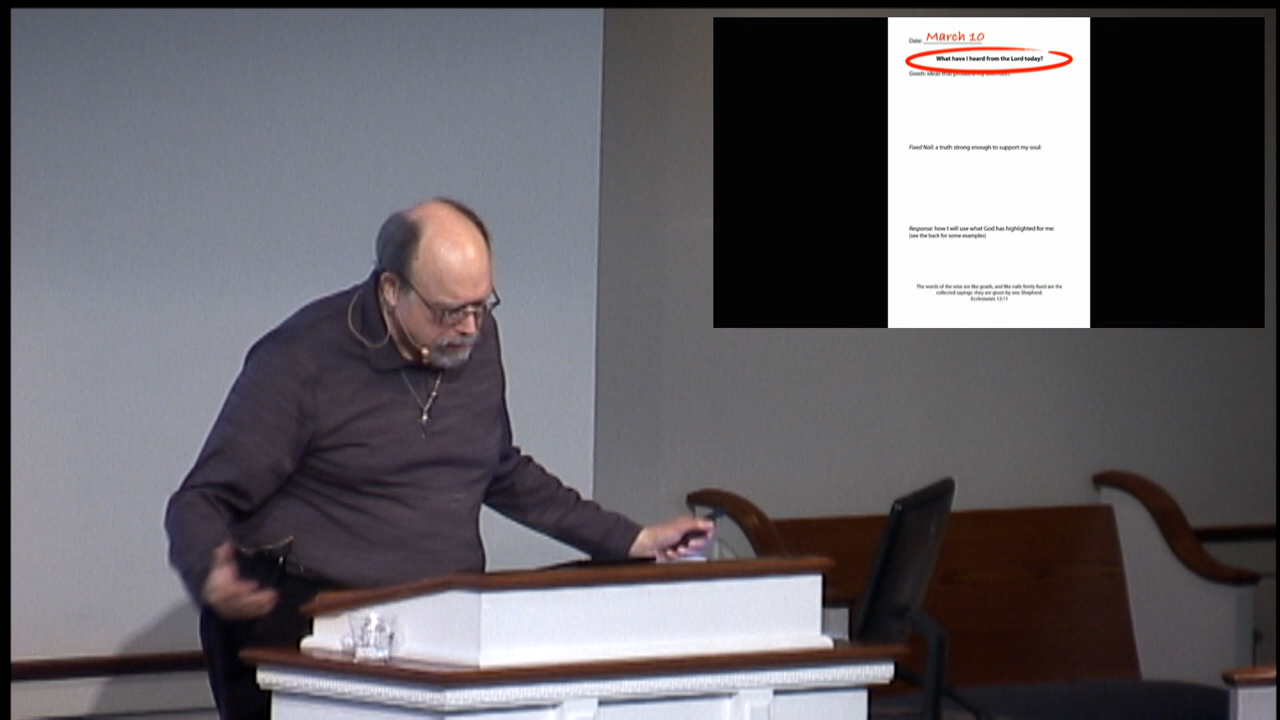 Date: March 10
What have I heard from the Lord today?
Goods: ideas that produce my attention:
Fixed Nail: a truth strong enough to support my soul:
Response: how I will use what God has highlighted for me:
(see the back for some examples)
The words of the wise are like goads, and like nails firmly fixed are the
collected sayings; they are given by one Shepherd.
Ecclesiastes 12:11